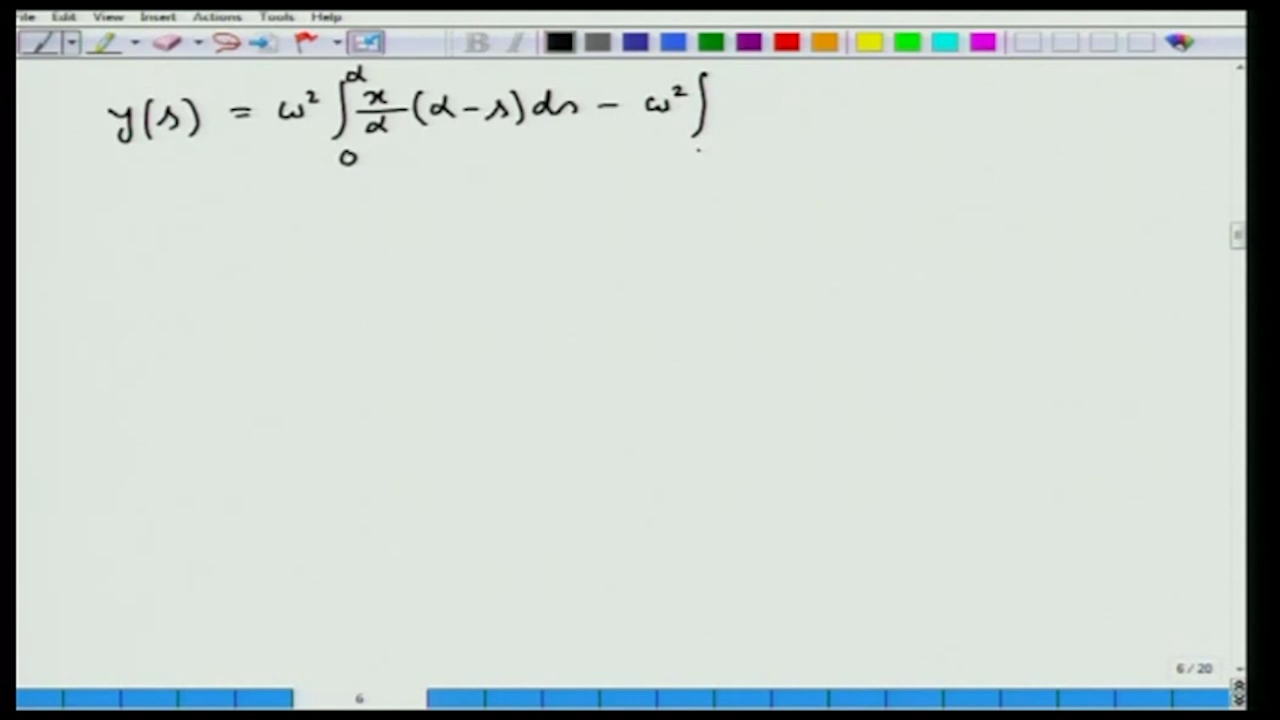 File Edit View Insert Actions Tools Help
B I
y(s) = ω² ∫₀^α x/α (α - s) ds - ω² ∫
6 / 20
6